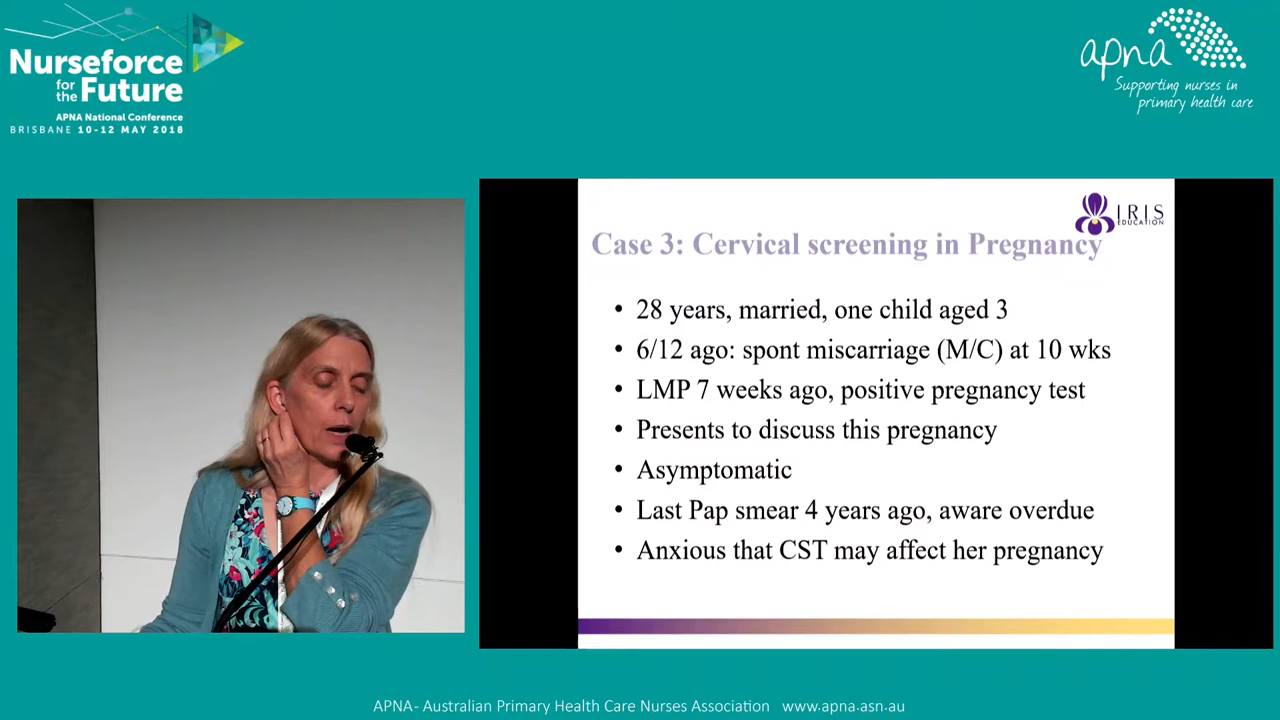 Nurseforce
for the Future
APNA National Conference
BRISBANE 10-12 MAY 2018
apna
Supporting nurses in
primary health care
IRIS
EDUCATION
Case 3: Cervical screening in Pregnancy
• 28 years, married, one child aged 3
• 6/12 ago: spont miscarriage (M/C) at 10 wks
• LMP 7 weeks ago, positive pregnancy test
• Presents to discuss this pregnancy
• Asymptomatic
• Last Pap smear 4 years ago, aware overdue
• Anxious that CST may affect her pregnancy
APNA- Australian Primary Health Care Nurses Association www.apna.asn.au